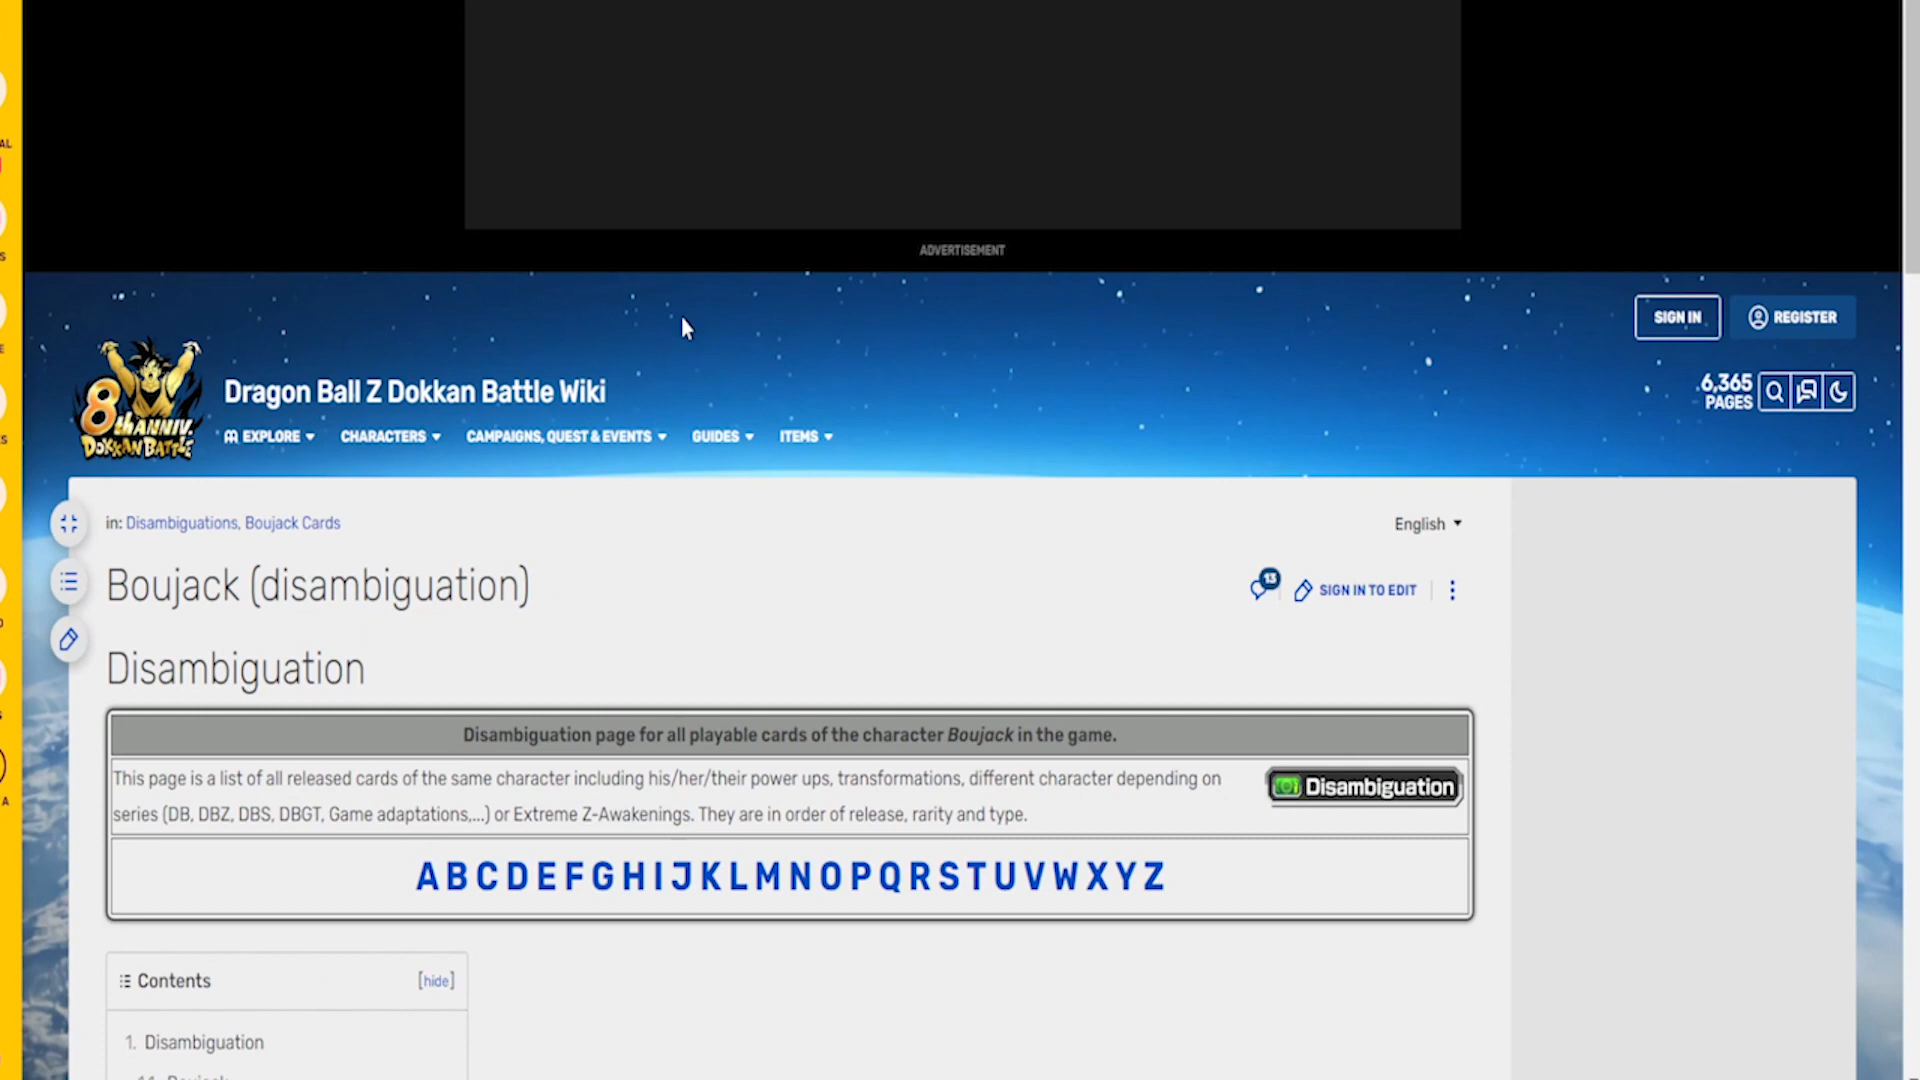 ADVERTISEMENT
SIGN IN
REGISTER
8thANNIV.
DOKKAN BATTLE
Dragon Ball Z Dokkan Battle Wiki
6,365
PAGES
EXPLORE
CHARACTERS
CAMPAIGNS, QUEST & EVENTS
GUIDES
ITEMS
in: Disambiguations, Boujack Cards
English
Boujack (disambiguation)
13
SIGN IN TO EDIT
Disambiguation
Disambiguation page for all playable cards of the character Boujack in the game.
This page is a list of all released cards of the same character including his/her/their power ups, transformations, different character depending on
series (DB, DBZ, DBS, DBGT, Game adaptations,...) or Extreme Z-Awakenings. They are in order of release, rarity and type.
Disambiguation
A B C D E F G H I J K L M N O P Q R S T U V W X Y Z
Contents
[hide]
1. Disambiguation